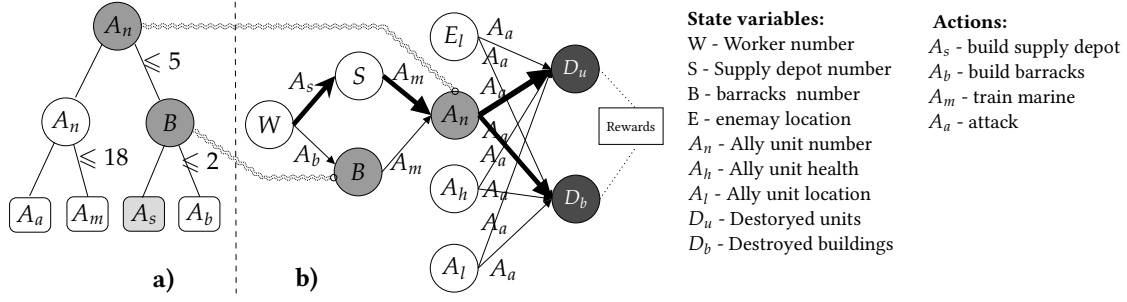 A_n
⩽ 5
A_n
B
⩽ 18
⩽ 2
A_a
A_m
A_s
A_b
a)
b)
W
A_s
S
A_m
A_b
B
A_m
A_n
E_l
A_a
A_a
A_a
A_a
A_a
A_h
A_a
A_a
A_l
A_a
D_u
D_b
Rewards
State variables:
W - Worker number
S - Supply depot number
B - barracks number
E - enemay location
A_n - Ally unit number
A_h - Ally unit health
A_l - Ally unit location
D_u - Destoryed units
D_b - Destroyed buildings
Actions:
A_s - build supply depot
A_b - build barracks
A_m - train marine
A_a - attack